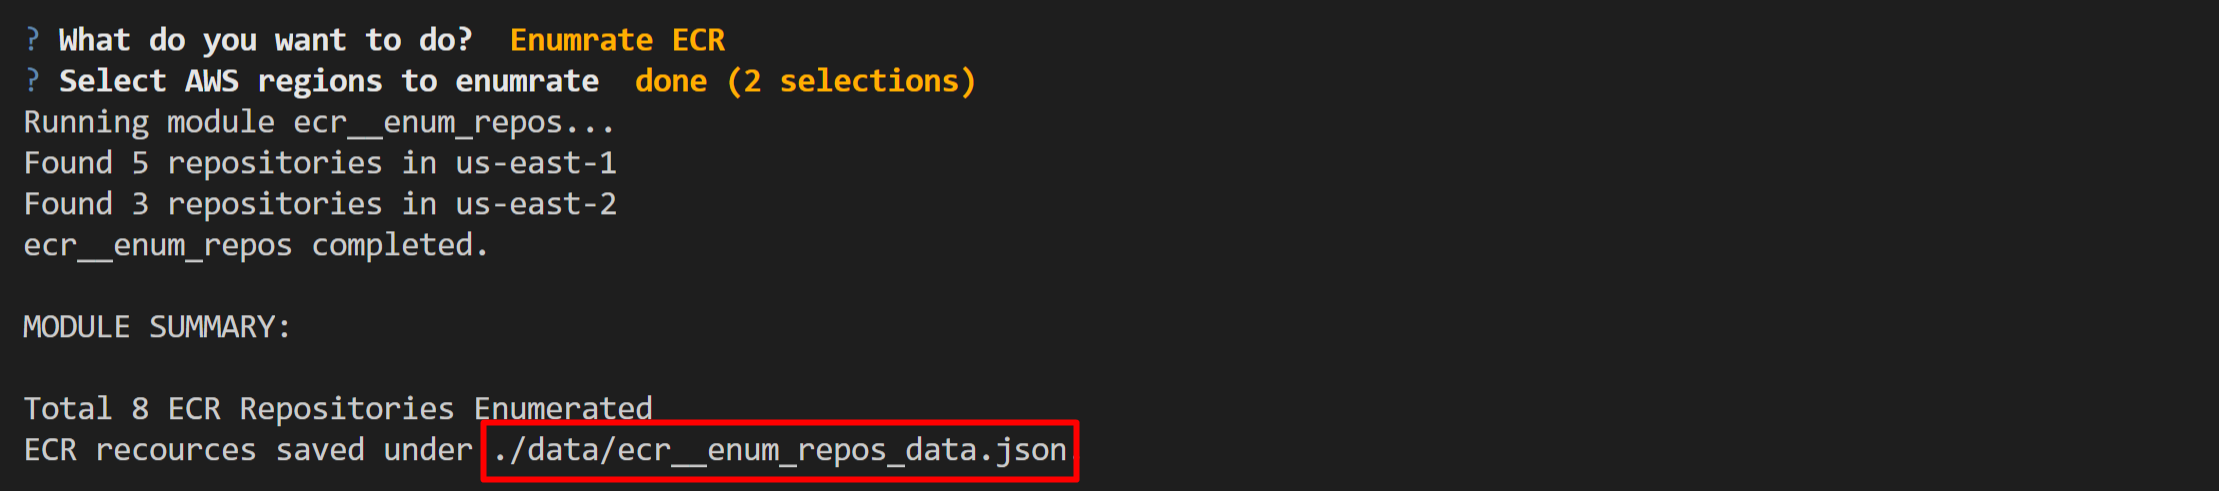 ? What do you want to do?  Enumrate ECR
? Select AWS regions to enumrate  done (2 selections)
Running module ecr__enum_repos...
Found 5 repositories in us-east-1
Found 3 repositories in us-east-2
ecr__enum_repos completed.
MODULE SUMMARY:
Total 8 ECR Repositories Enumerated
ECR recources saved under ./data/ecr__enum_repos_data.json